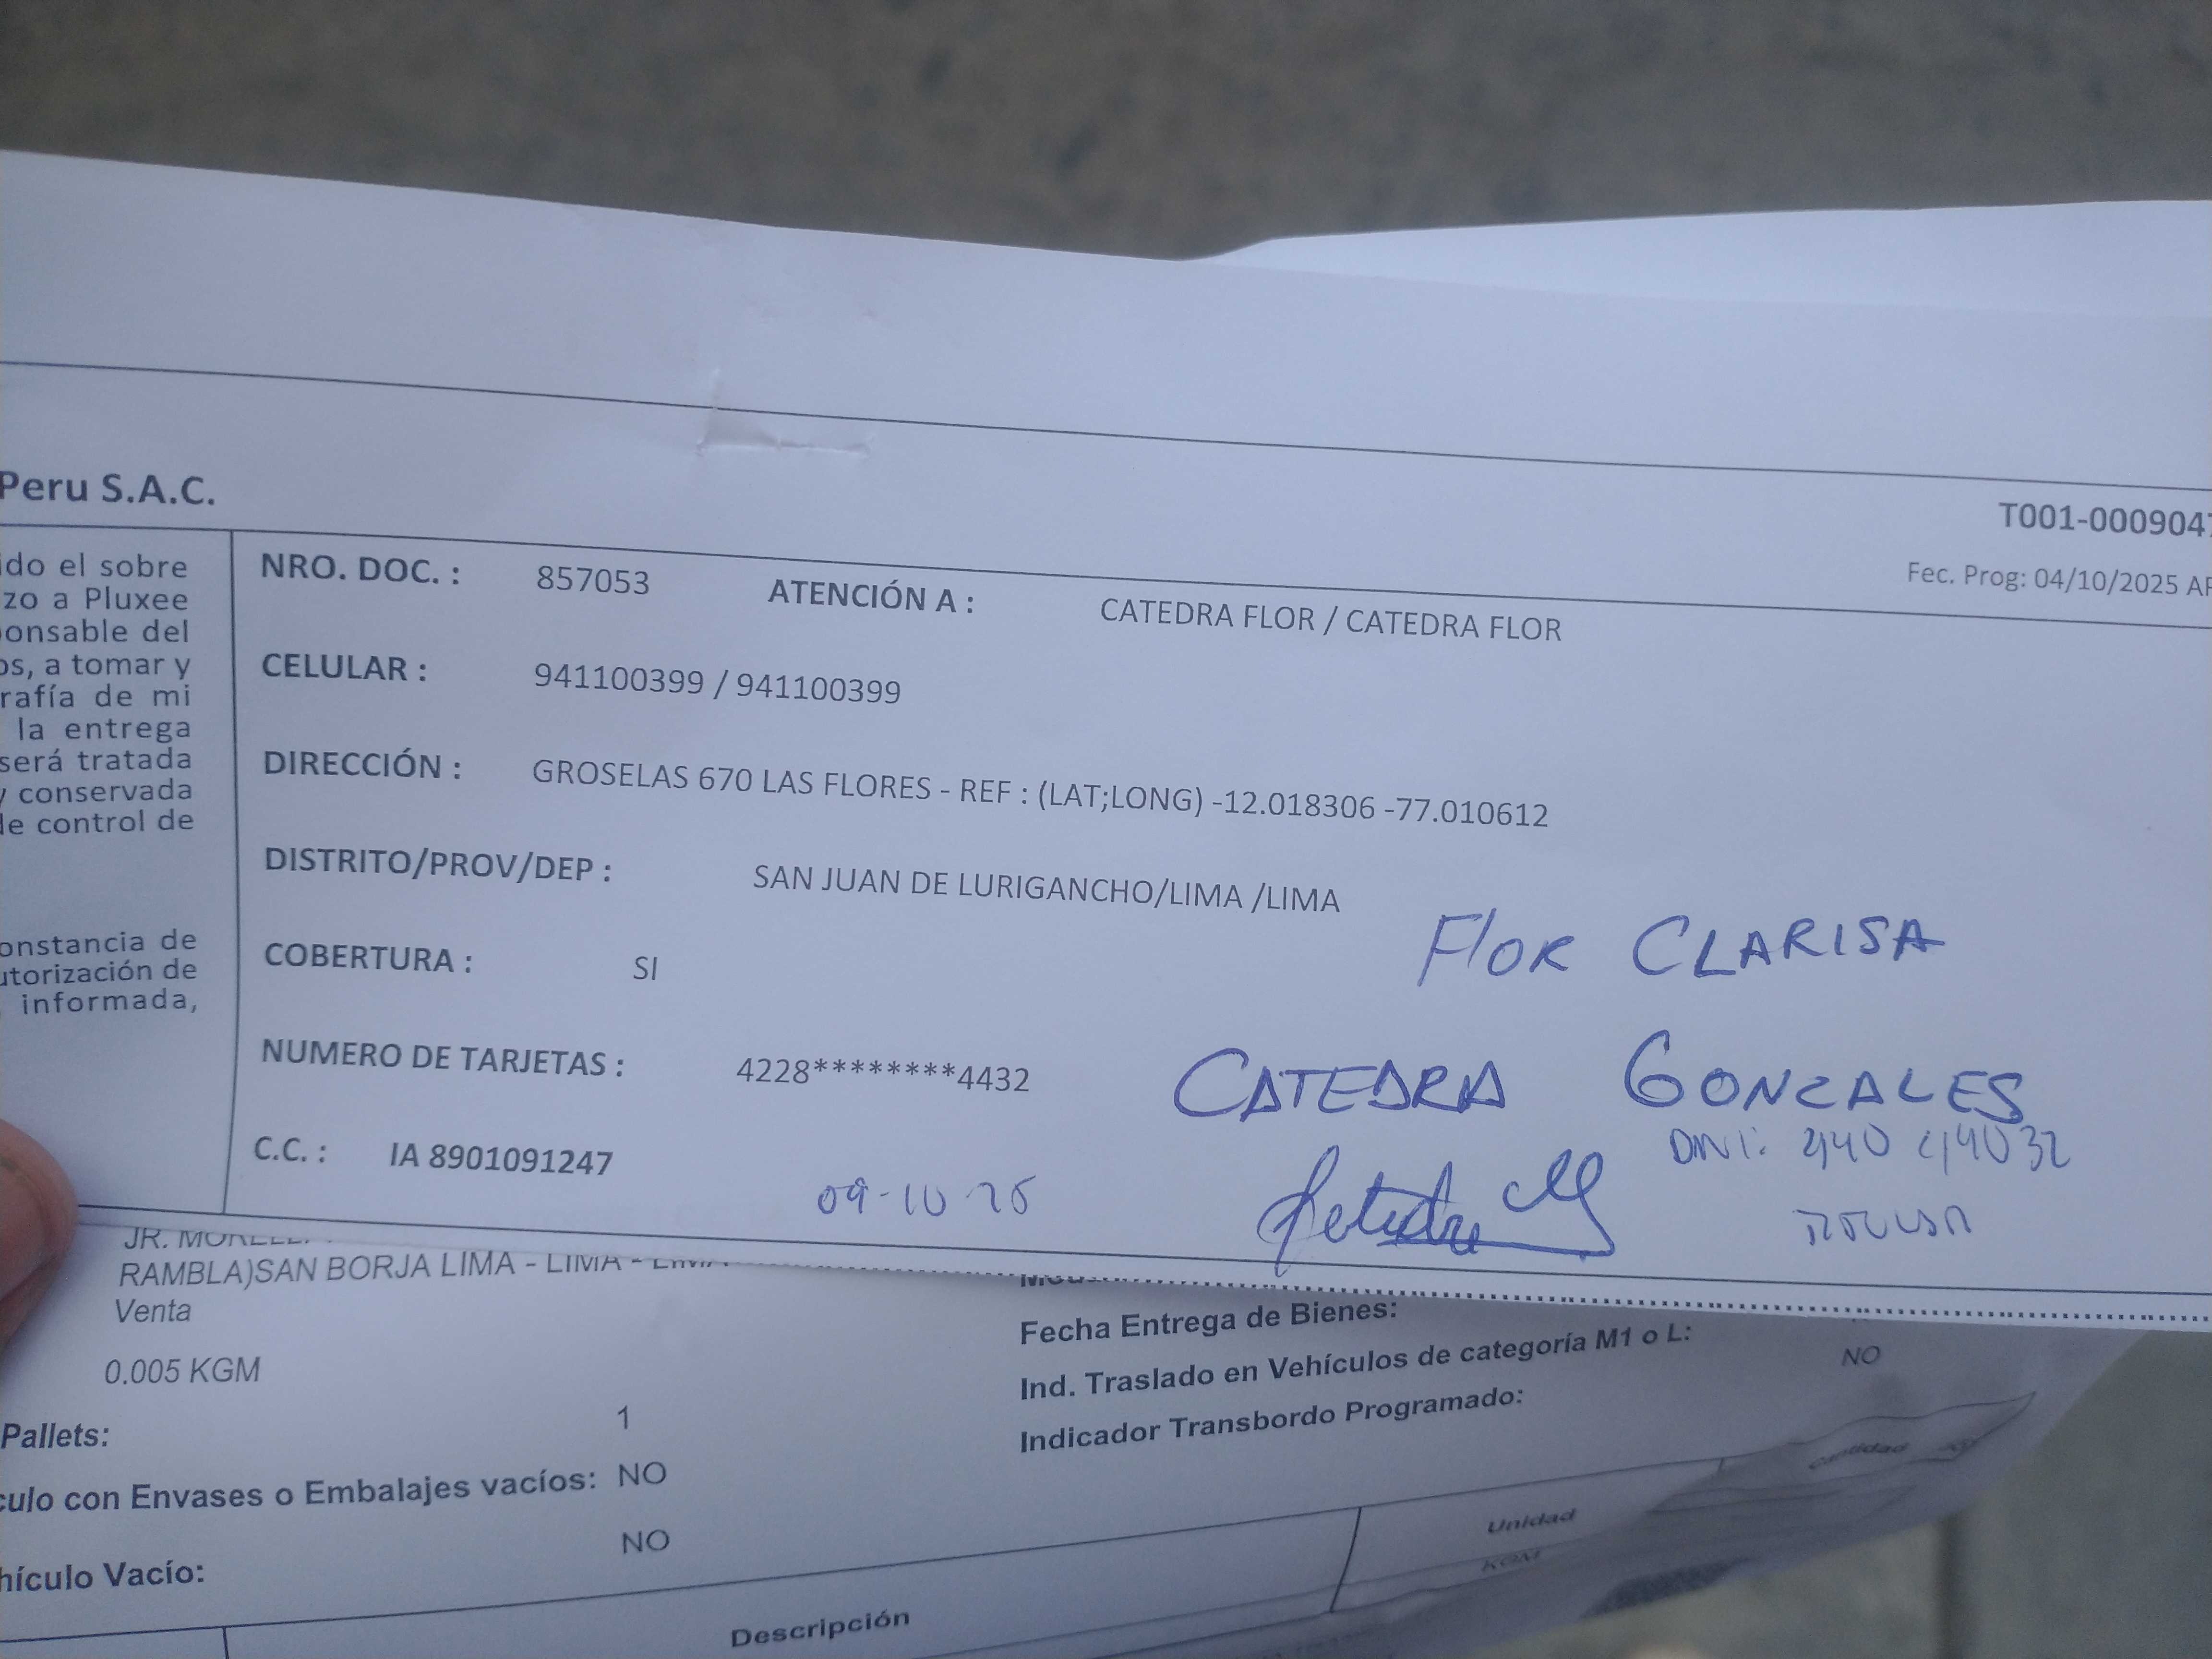 Peru S.A.C.
T001-000904
Fec. Prog: 04/10/2025
ido el sobre
zo a Pluxee
onsable del
os, a tomar y
rafía de mi
la entrega
será tratada
y conservada
de control de
onstancia de
utorización de
informada,
NRO. DOC. : 857053 ATENCIÓN A : CATEDRA FLOR / CATEDRA FLOR
CELULAR : 941100399 / 941100399
DIRECCIÓN : GROSELAS 670 LAS FLORES - REF : (LAT;LONG) -12.018306 -77.010612
DISTRITO/PROV/DEP : SAN JUAN DE LURIGANCHO/LIMA /LIMA
COBERTURA : SI
NUMERO DE TARJETAS : 4228********4432
C.C. : IA 8901091247
Flor CLARISA
CATEDRA GONZALES
DNI:
09-10-25
JR.
RAMBLA)SAN BORJA LIMA - LIMA - LIMA
Venta
0.005 KGM
Pallets: 1
culo con Envases o Embalajes vacíos: NO
hículo Vacío: NO
Fecha Entrega de Bienes:
Ind. Traslado en Vehículos de categoría M1 o L: NO
Indicador Transbordo Programado:
Descripción Unidad Cantidad
KGM